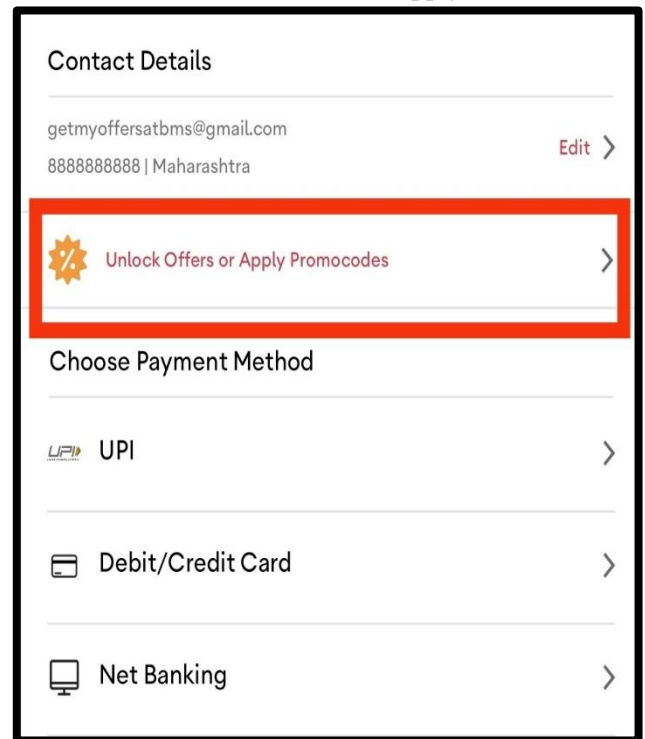 Contact Details
getmyoffersatbms@gmail.com
8888888888 | Maharashtra
Edit
Unlock Offers or Apply Promocodes
Choose Payment Method
UPI UPI
Debit/Credit Card
Net Banking